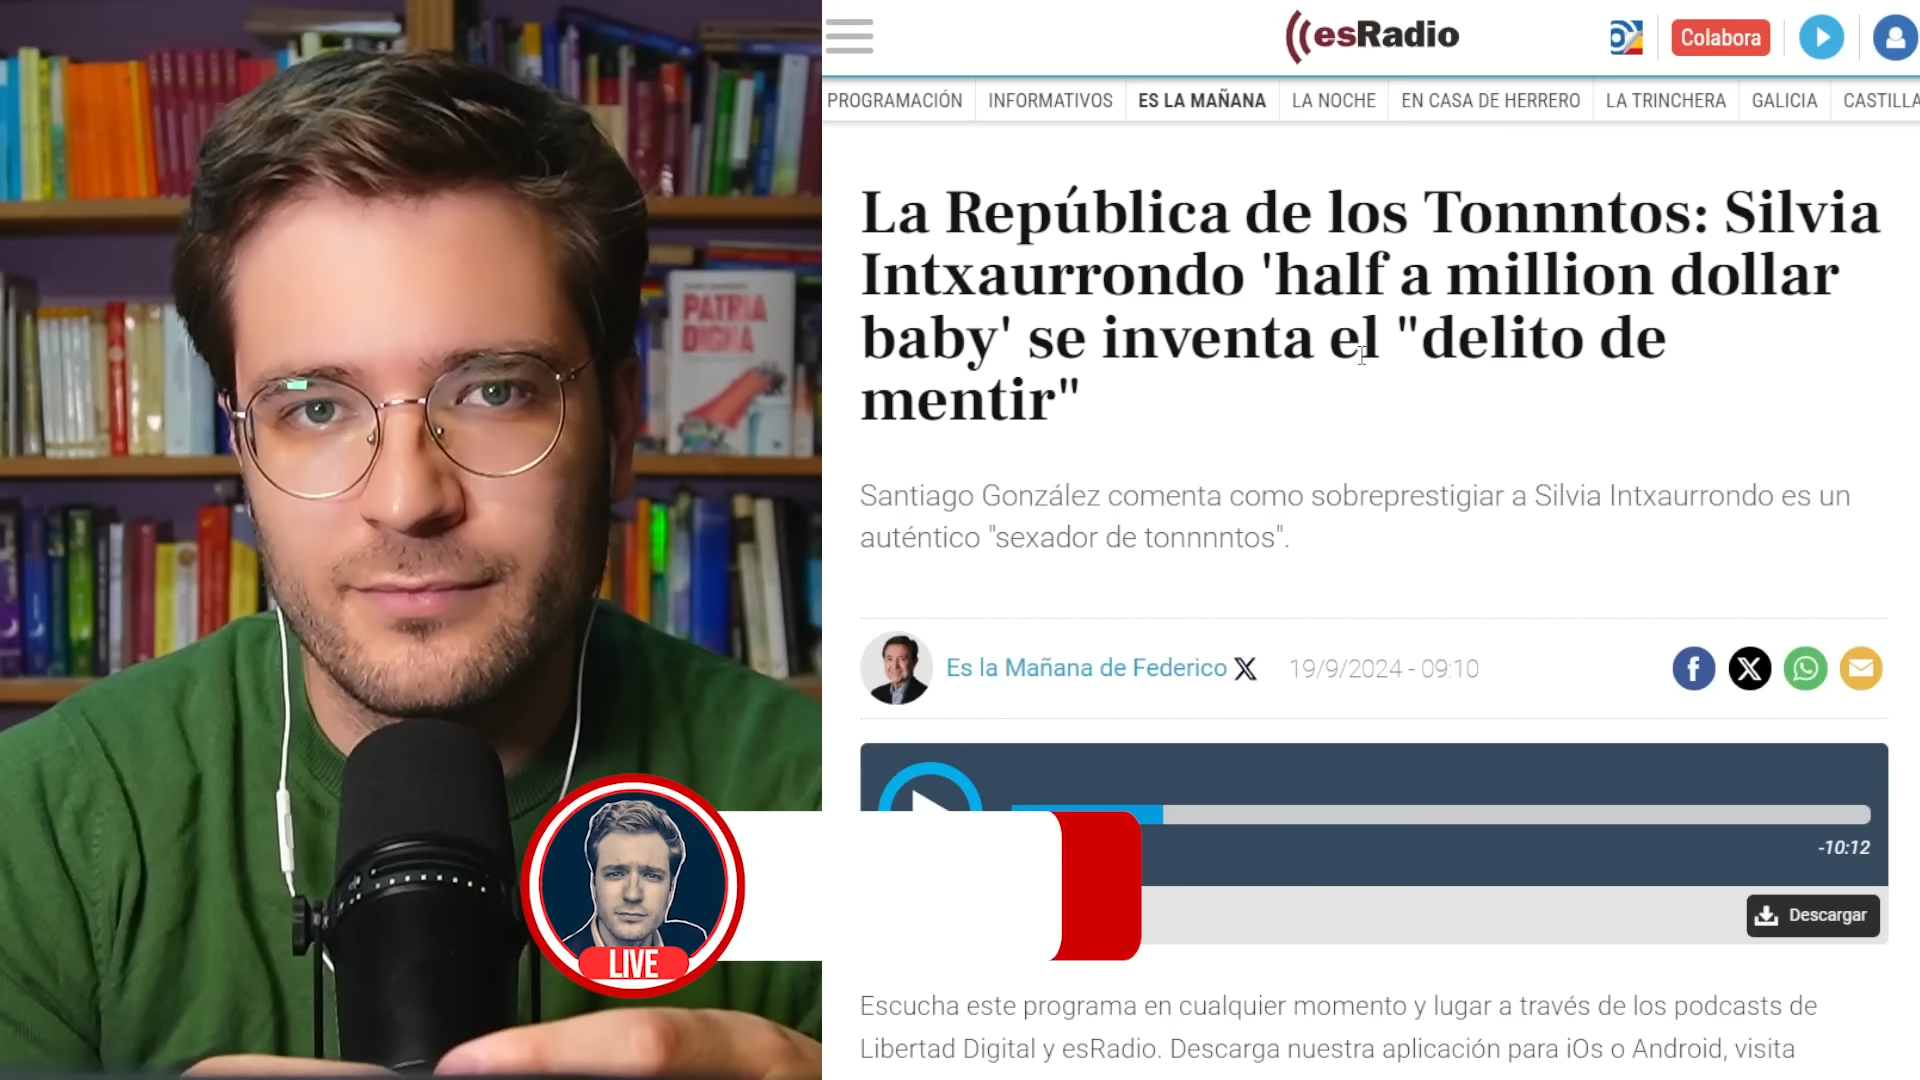 PATRIA
DIGNA
LIVE
esRadio
Colabora
PROGRAMACIÓN
INFORMATIVOS
ES LA MAÑANA
LA NOCHE
EN CASA DE HERRERO
LA TRINCHERA
GALICIA
CASTILLA
La República de los Tonnntos: Silvia
Intxaurrondo 'half a million dollar
baby' se inventa el "delito de
mentir"
Santiago González comenta como sobreprestigiar a Silvia Intxaurrondo es un
auténtico "sexador de tonnnntos".
Es la Mañana de Federico
19/9/2024 - 09:10
-10:12
Descargar
Escucha este programa en cualquier momento y lugar a través de los podcasts de
Libertad Digital y esRadio. Descarga nuestra aplicación para iOs o Android, visita